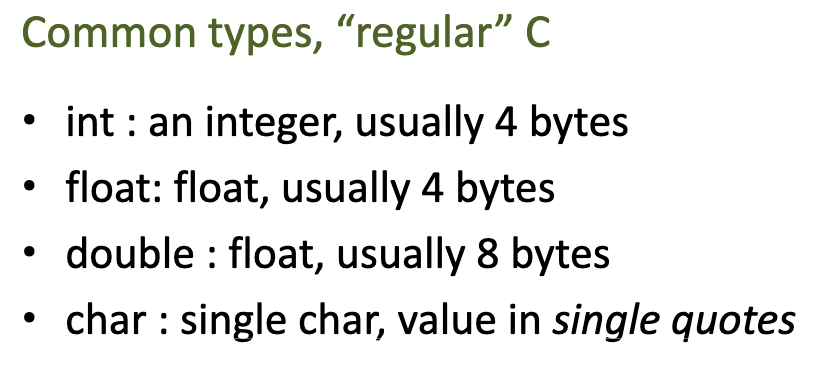 Common types, “regular” C
• int : an integer, usually 4 bytes
• float: float, usually 4 bytes
• double : float, usually 8 bytes
• char : single char, value in single quotes